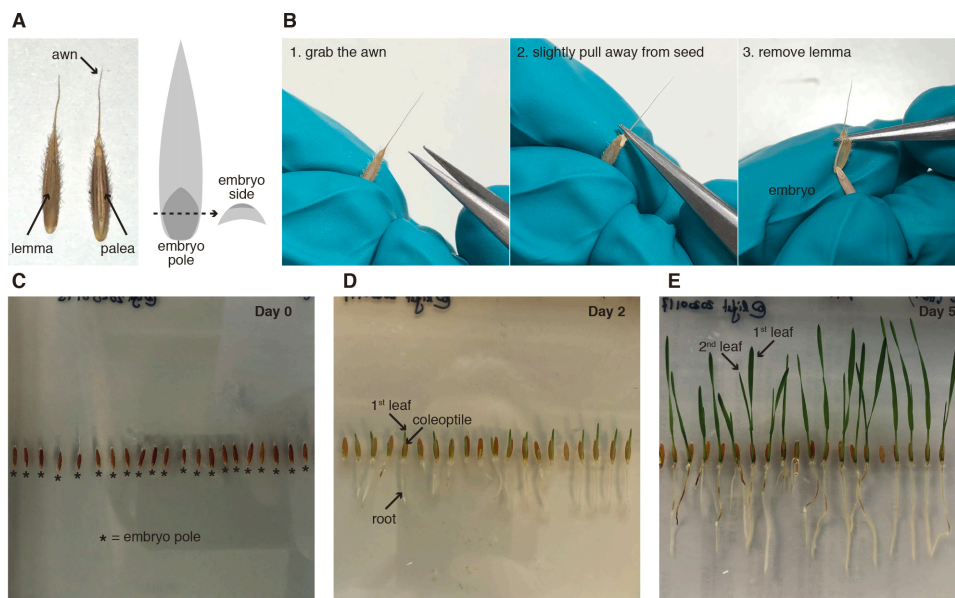 A
awn
lemma
palea
embryo
side
embryo
pole
B
1. grab the awn
2. slightly pull away from seed
3. remove lemma
embryo
C
Day 0
* = embryo pole
D
Day 2
1st leaf
coleoptile
root
E
Day 5
1st leaf
2nd leaf